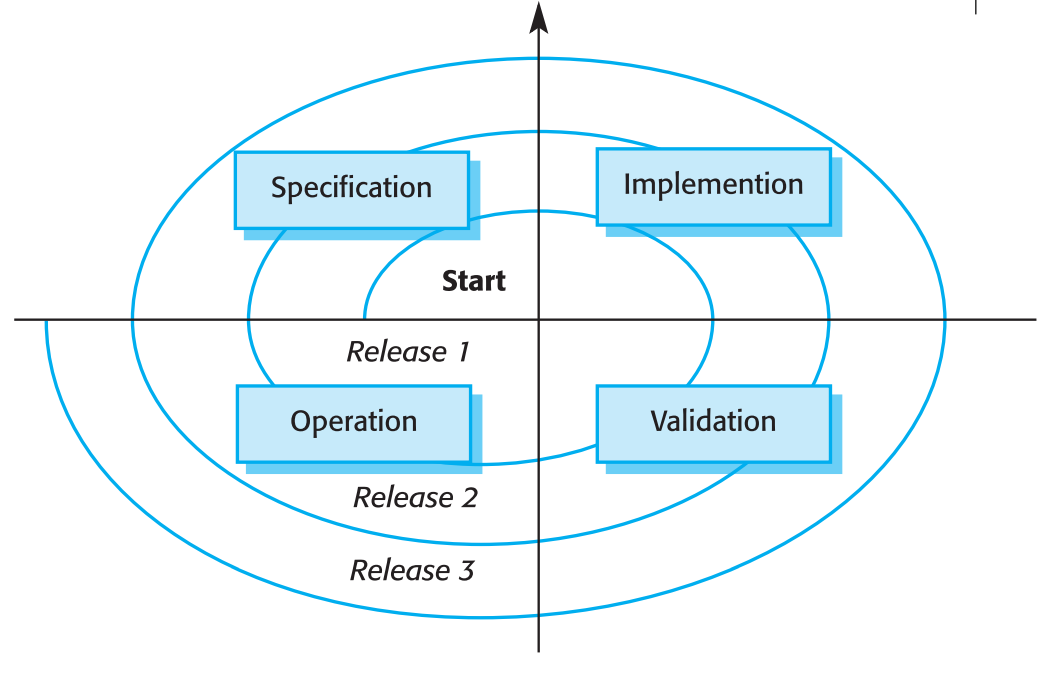 Specification
Implemention
Start
Release 1
Operation
Validation
Release 2
Release 3